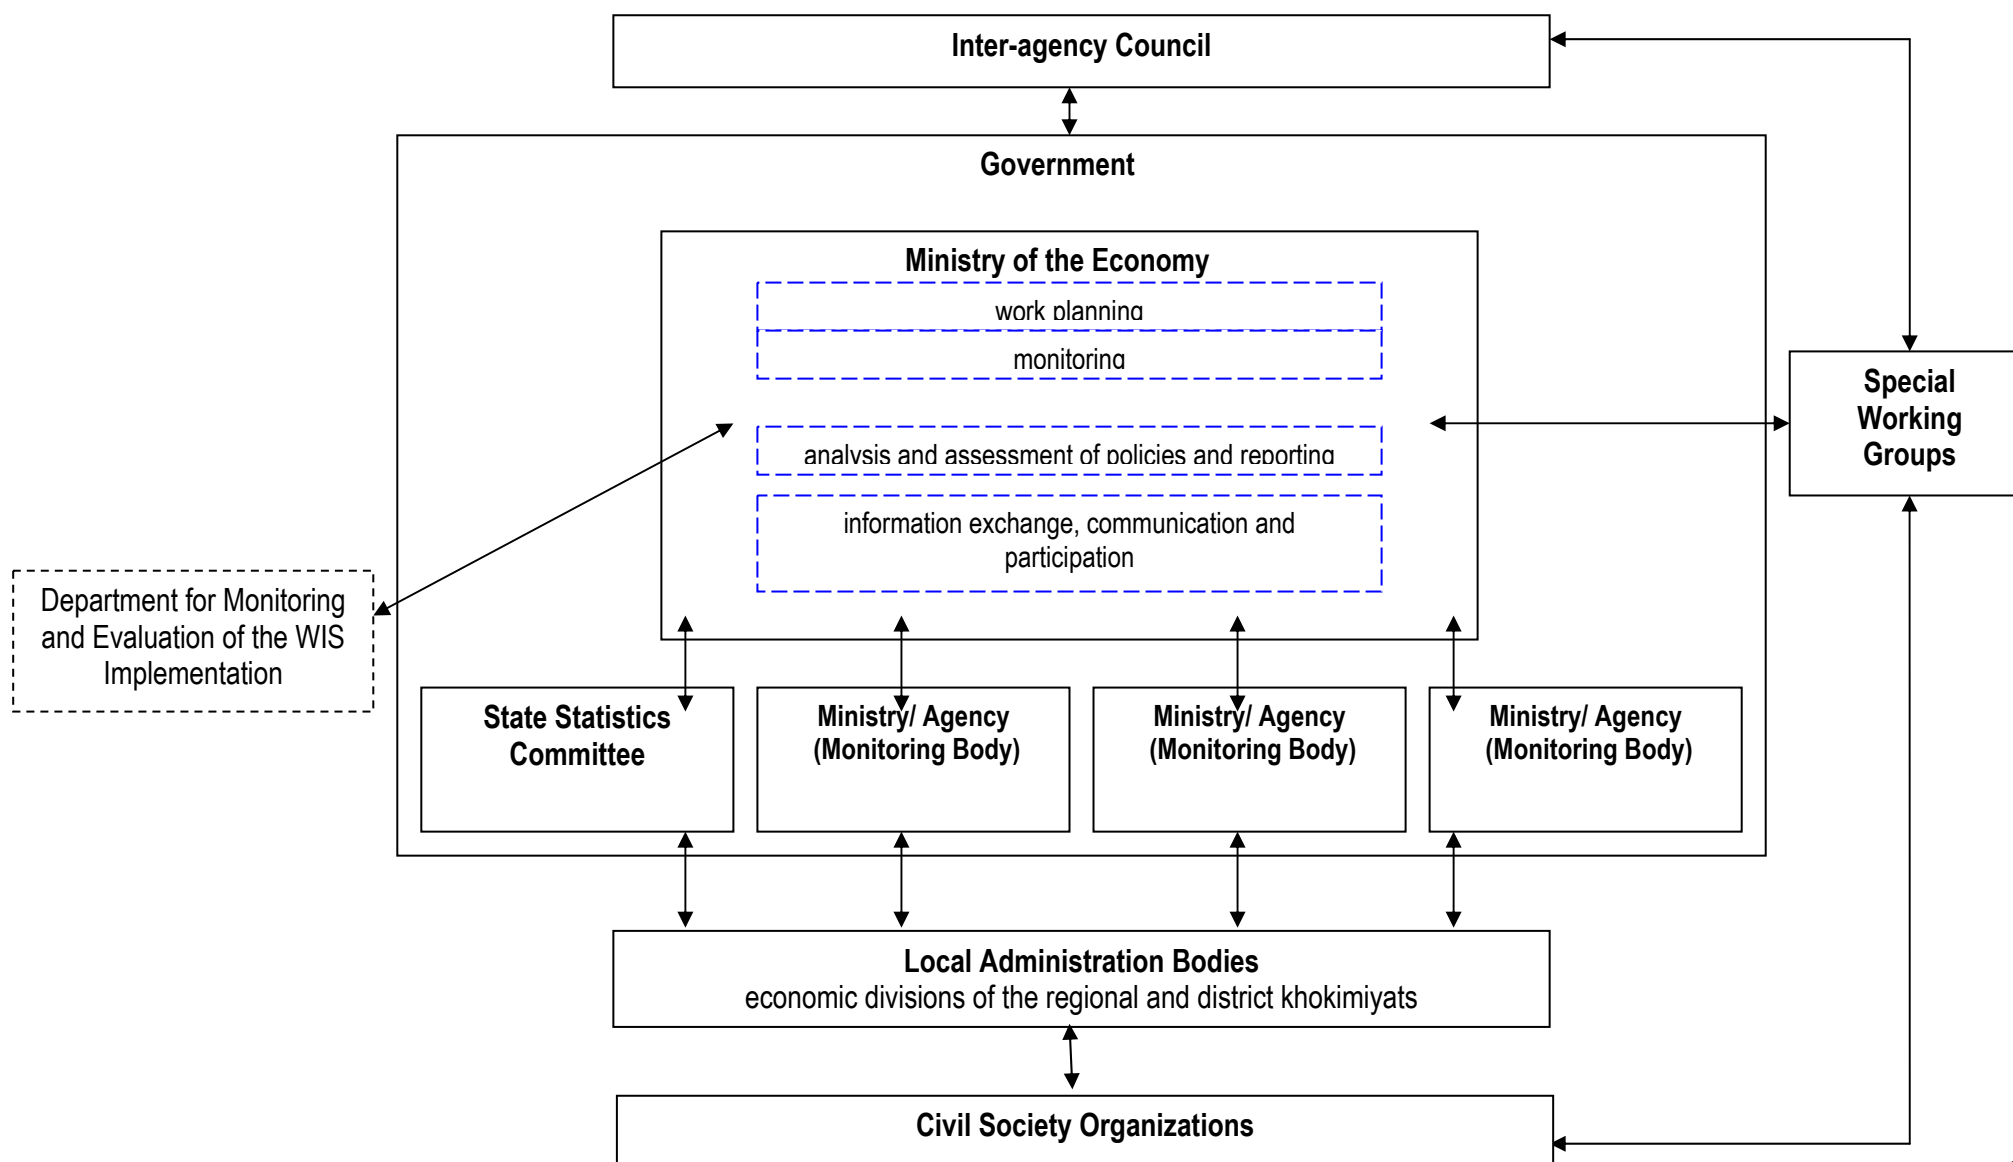 Inter-agency Council
Government
Ministry of the Economy
work planning
monitoring
analysis and assessment of policies and reporting
information exchange, communication and
participation
Special
Working
Groups
Department for Monitoring
and Evaluation of the WIS
Implementation
State Statistics
Committee
Ministry/ Agency
(Monitoring Body)
Ministry/ Agency
(Monitoring Body)
Ministry/ Agency
(Monitoring Body)
Local Administration Bodies
economic divisions of the regional and district khokimiyats
Civil Society Organizations